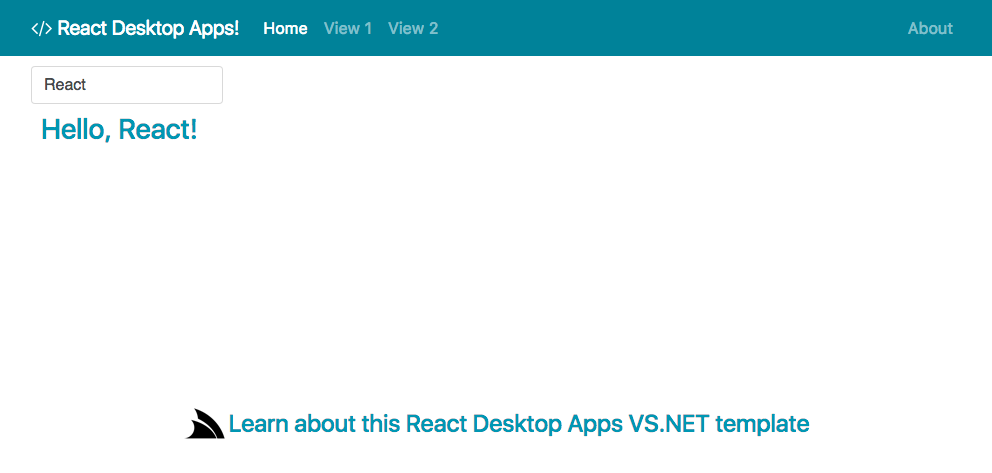 </> React Desktop Apps! Home View 1 View 2 About
React
Hello, React!
Learn about this React Desktop Apps VS.NET template